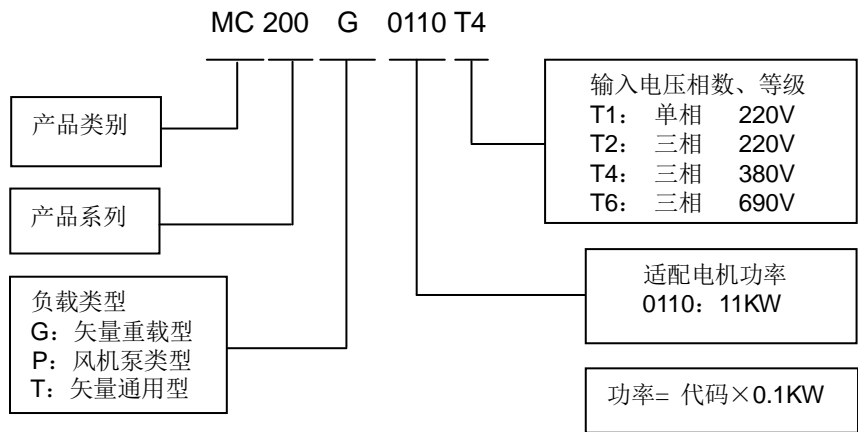 MC 200 G 0110 T4
产品类别
产品系列
负载类型
G：矢量重载型
P：风机泵类型
T：矢量通用型
输入电压相数、等级
T1： 单相 220V
T2： 三相 220V
T4： 三相 380V
T6： 三相 690V
适配电机功率
0110：11KW
功率= 代码×0.1KW